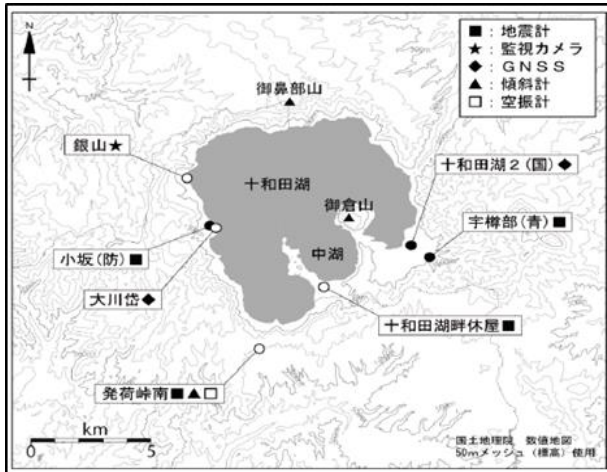 N
■：地震計
★：監視カメラ
◆：ＧＮＳＳ
▲：傾斜計
□：空振計
御鼻部山
銀山★
十和田湖
十和田湖２(国)◆
御倉山
宇樽部(青)■
小坂(防)■
中湖
大川岱◆
十和田湖畔休屋■
発荷峠南■▲□
km
0 5
国土地理院 数値地図
50mメッシュ(標高)使用